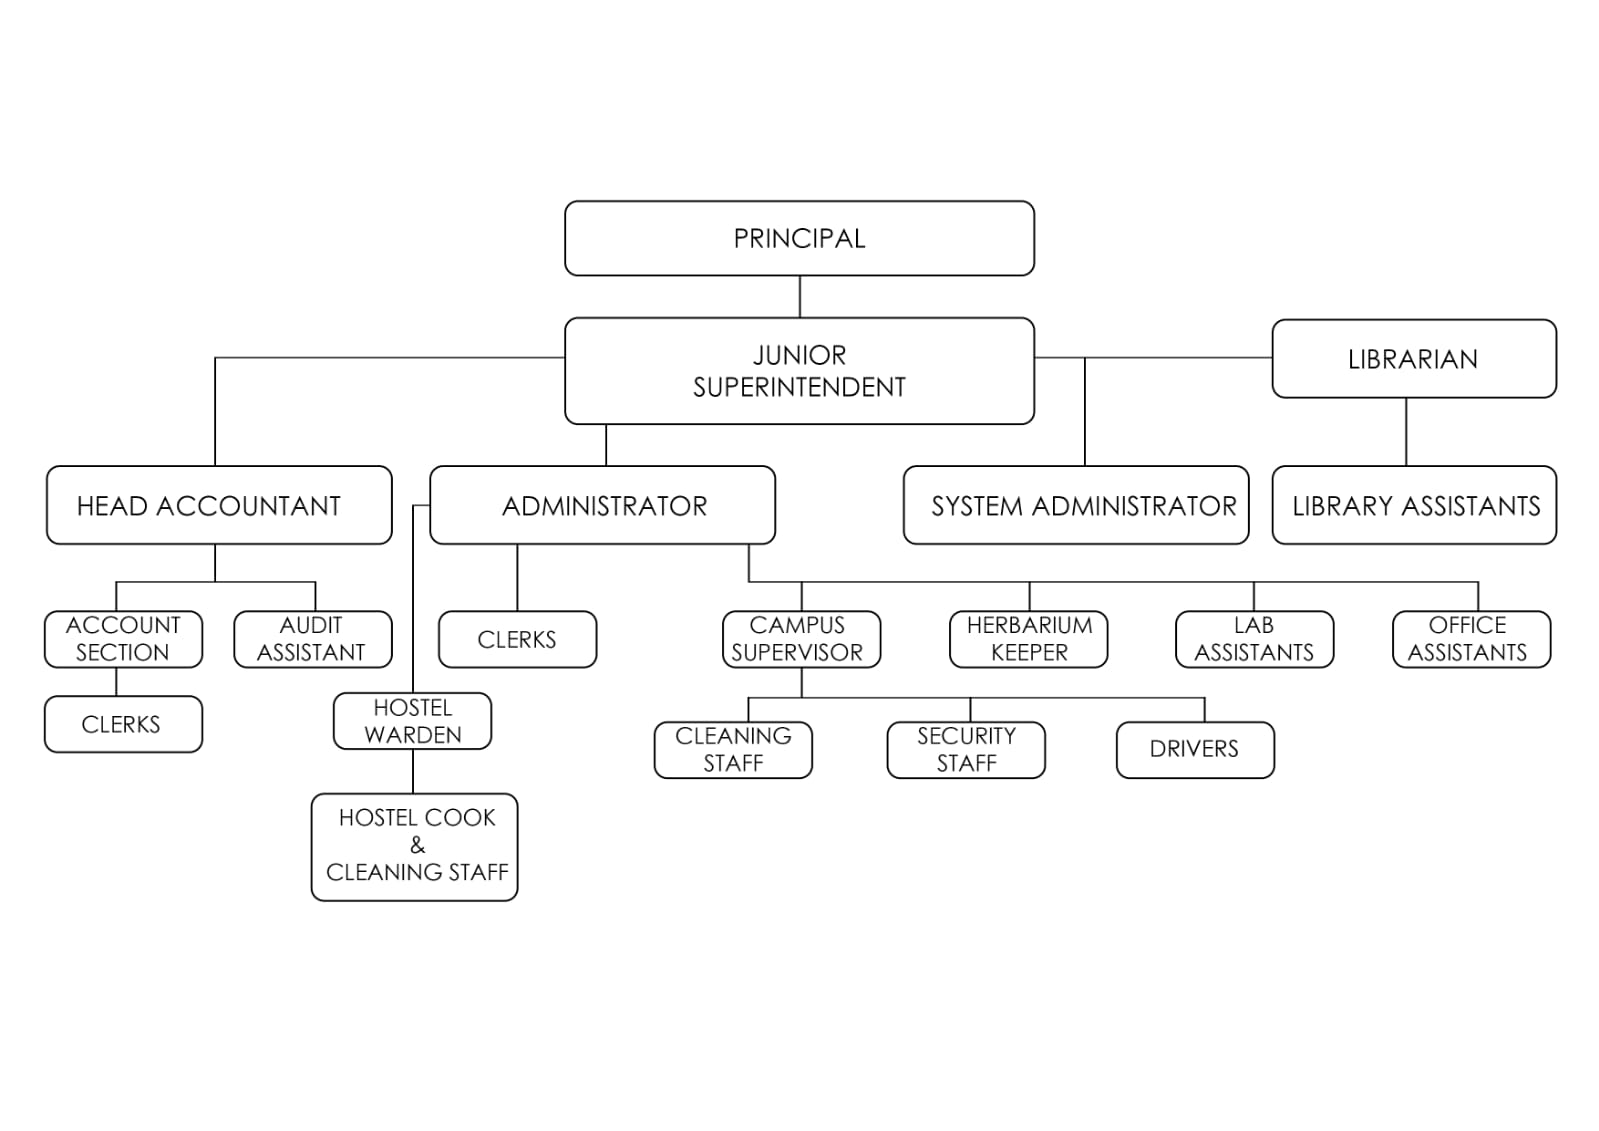 PRINCIPAL
JUNIOR
SUPERINTENDENT
LIBRARIAN
HEAD ACCOUNTANT
ADMINISTRATOR
SYSTEM ADMINISTRATOR
LIBRARY ASSISTANTS
ACCOUNT
SECTION
AUDIT
ASSISTANT
CLERKS
CAMPUS
SUPERVISOR
HERBARIUM
KEEPER
LAB
ASSISTANTS
OFFICE
ASSISTANTS
CLERKS
HOSTEL
WARDEN
CLEANING
STAFF
SECURITY
STAFF
DRIVERS
HOSTEL COOK
&
CLEANING STAFF